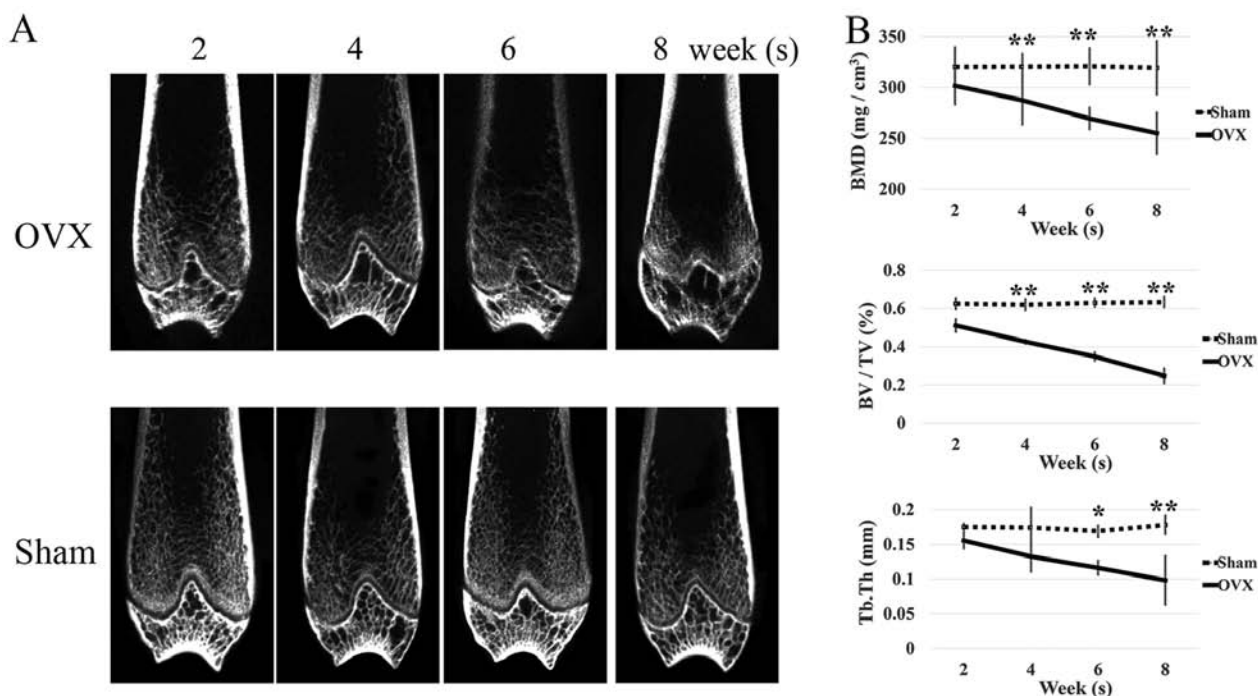 A
2 4 6 8 week (s)
OVX
Sham
B
350
300
250
200
BMD (mg / cm³)
** ** **
Sham
OVX
2 4 6 8
Week (s)
0.8
0.6
0.4
0.2
0
BV / TV (%)
** ** **
Sham
OVX
2 4 6 8
Week (s)
0.2
0.15
0.1
0.05
0
Tb.Th (mm)
* **
Sham
OVX
2 4 6 8
Week (s)